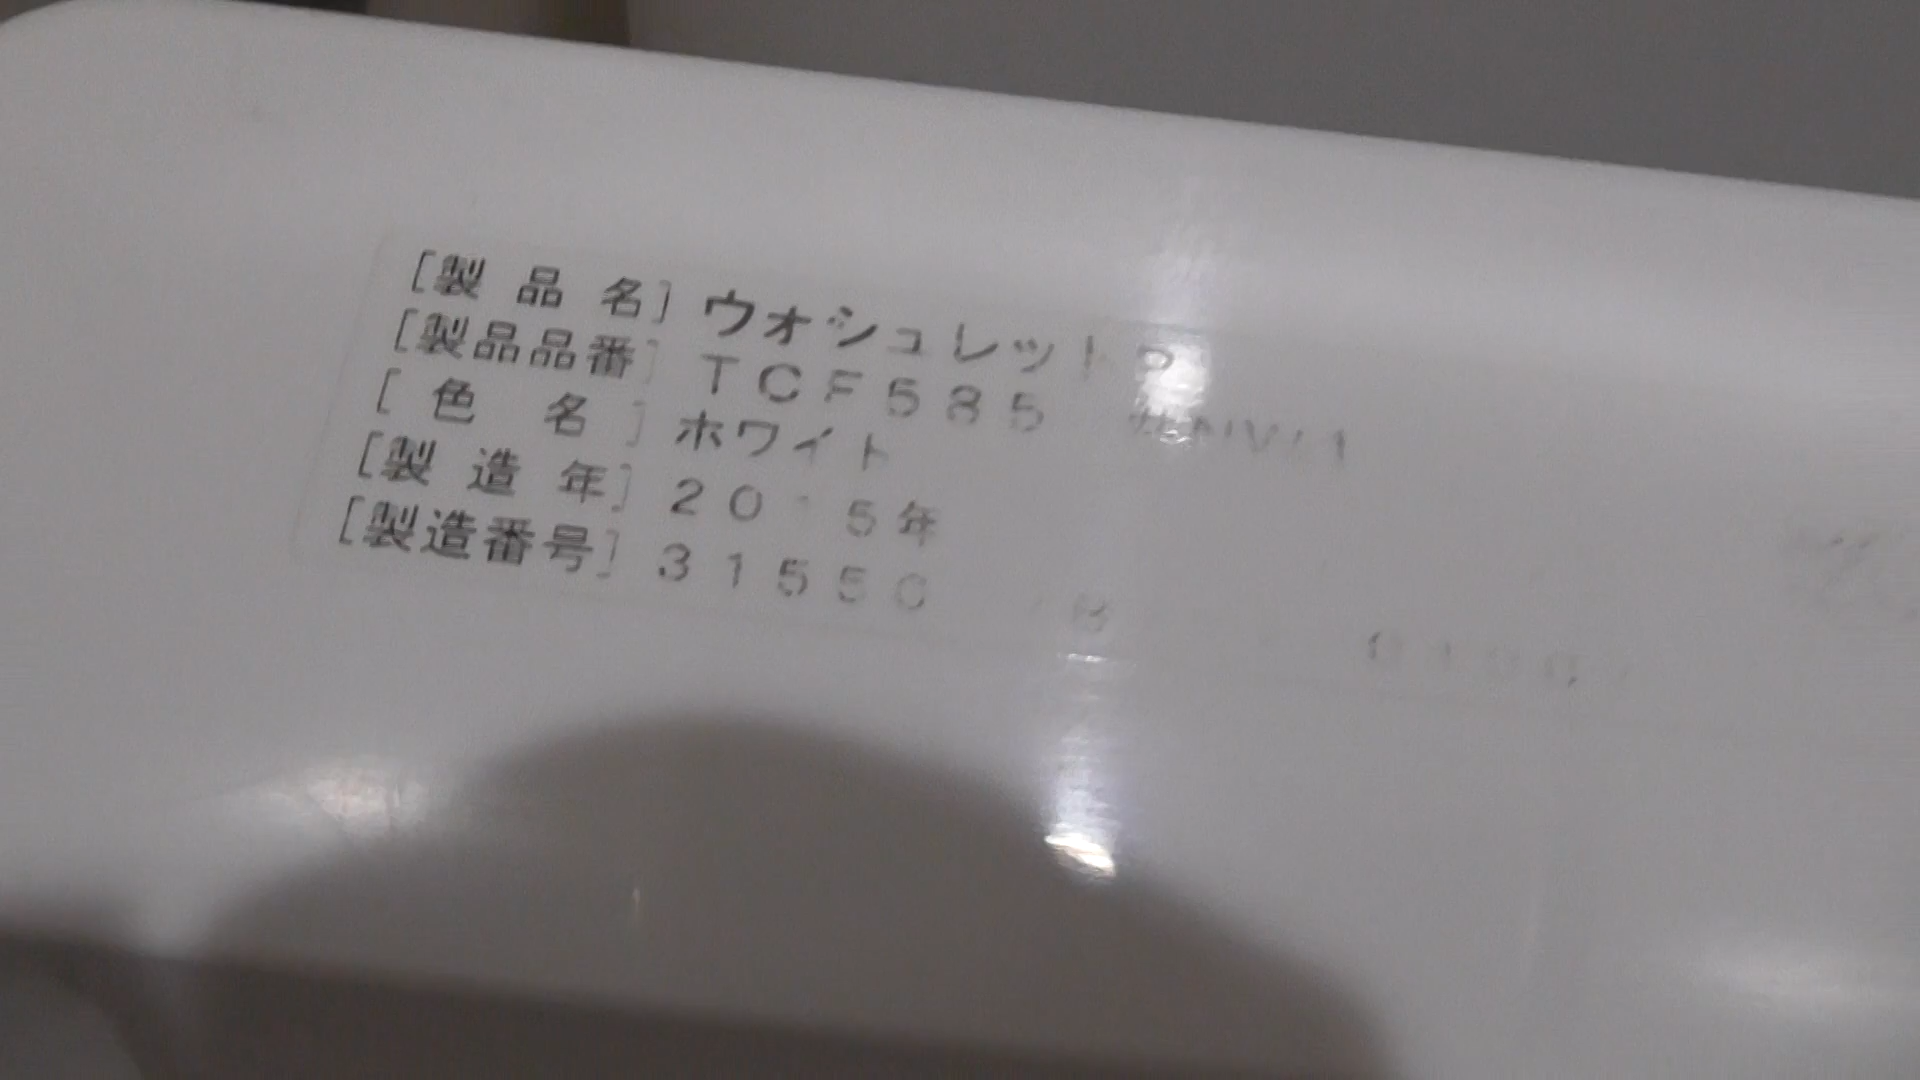 [製品名] ウォシュレット
[製品品番] TCF585
[色名] ホワイト
[製造年] 20 5年
[製造番号] 3155